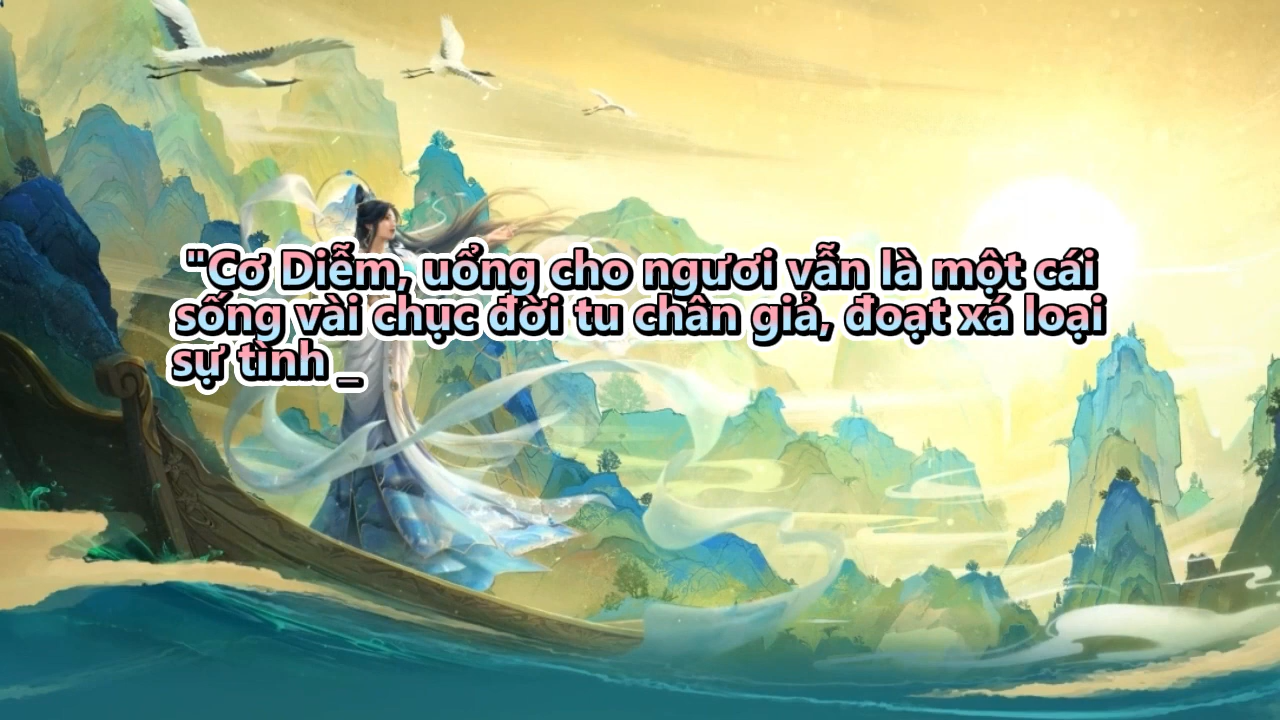 "Cơ Diễm, uổng cho ngươi vẫn là một cái
sống vài chục đời tu chân giả, đoạt xá loại
sự tình _